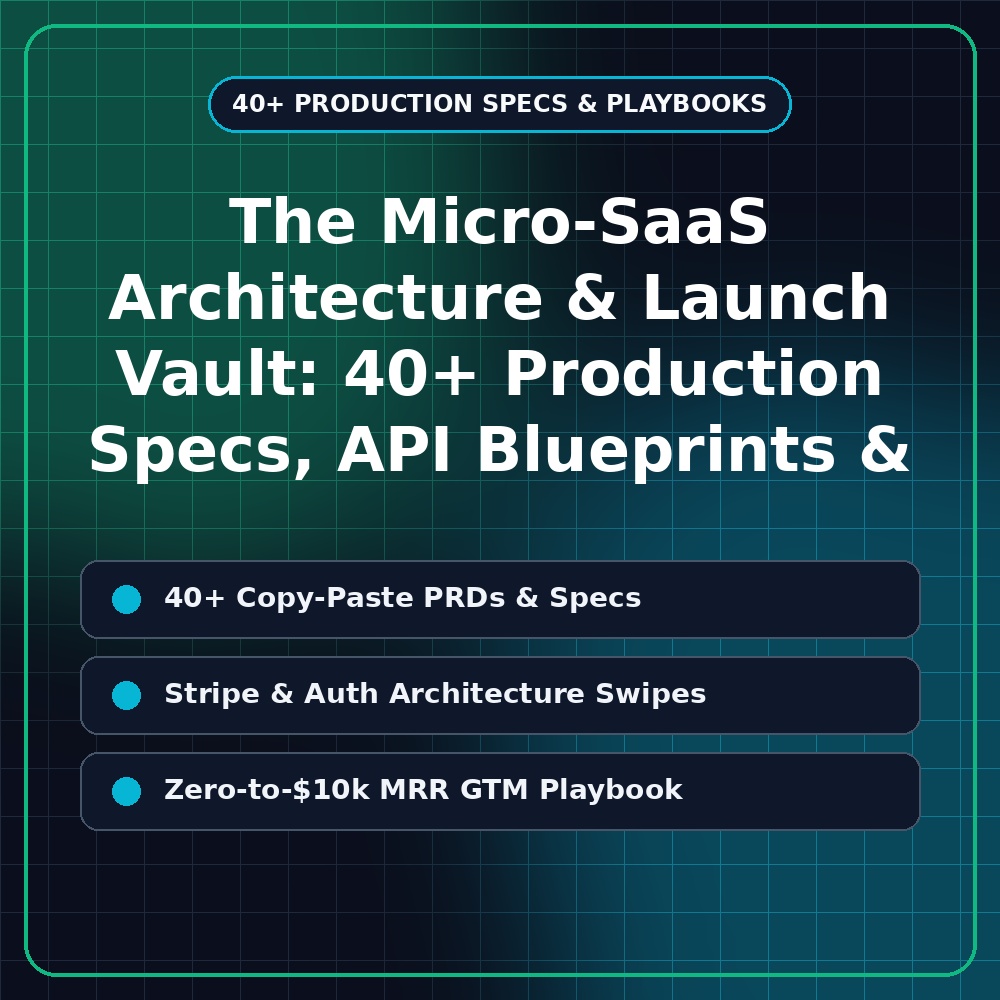 40+ PRODUCTION SPECS & PLAYBOOKS
The Micro-SaaS
Architecture & Launch
Vault: 40+ Production
Specs, API Blueprints &
40+ Copy-Paste PRDs & Specs
Stripe & Auth Architecture Swipes
Zero-to-$10k MRR GTM Playbook